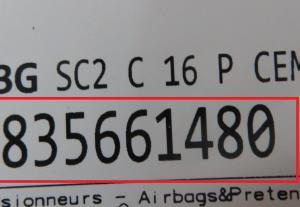 BG SC2 C 16 P CEM
835661480
sionneurs - Airbags&Preten